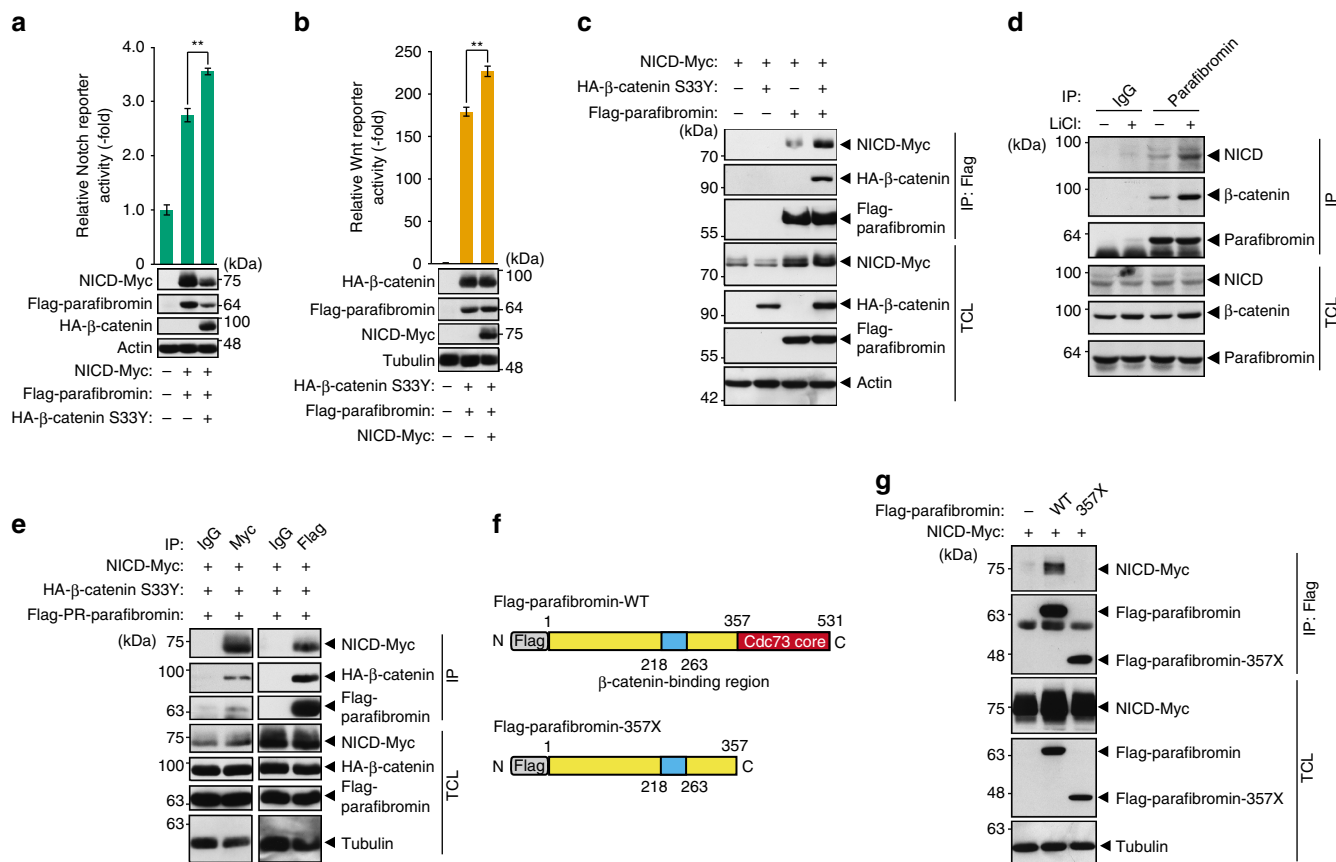 a
Relative Notch reporter
activity (-fold)
4.0
3.0
2.0
1.0
0
**
(kDa)
NICD-Myc
75
Flag-parafibromin
64
HA-β-catenin
100
Actin
48
NICD-Myc: – + +
Flag-parafibromin: – + +
HA-β-catenin S33Y: – – +
b
Relative Wnt reporter
activity (-fold)
250
200
150
100
50
0
**
(kDa)
HA-β-catenin
100
Flag-parafibromin
64
NICD-Myc
75
Tubulin
48
HA-β-catenin S33Y: – + +
Flag-parafibromin: – + +
NICD-Myc: – – +
c
NICD-Myc: + + + +
HA-β-catenin S33Y: – + – +
Flag-parafibromin: – – + +
(kDa)
70
NICD-Myc
90
HA-β-catenin
55
Flag-
parafibromin
IP: Flag
70
NICD-Myc
90
HA-β-catenin
55
Flag-
parafibromin
42
Actin
TCL
d
IP: IgG Parafibromin
LiCl: – + – +
(kDa)
100
NICD
100
β-catenin
64
Parafibromin
IP
100
NICD
100
β-catenin
64
Parafibromin
TCL
e
IP: IgG Myc IgG Flag
NICD-Myc: + + + +
HA-β-catenin S33Y: + + + +
Flag-PR-parafibromin: + + + +
(kDa)
75
NICD-Myc
100
HA-β-catenin
63
Flag-
parafibromin
IP
75
NICD-Myc
100
HA-β-catenin
63
Flag-
parafibromin
63
Tubulin
TCL
f
Flag-parafibromin-WT
1 357 531
N Flag Cdc73 core C
218 263
β-catenin-binding region
Flag-parafibromin-357X
1 357
N Flag C
218 263
g
Flag-parafibromin: – WT 357X
NICD-Myc: + + +
(kDa)
75
NICD-Myc
63
Flag-parafibromin
48
Flag-parafibromin-357X
IP: Flag
75
NICD-Myc
63
Flag-parafibromin
48
Flag-parafibromin-357X
63
Tubulin
TCL